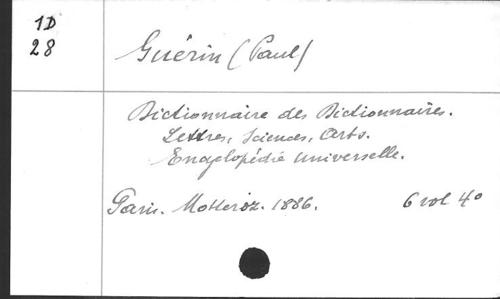 1D
28
Guérin (Paul)
Dictionnaire des Dictionnaires.
Lettres, Sciences, Arts.
Encyclopédie universelle.
Paris. Motteroz. 1886. 6 vol 4°